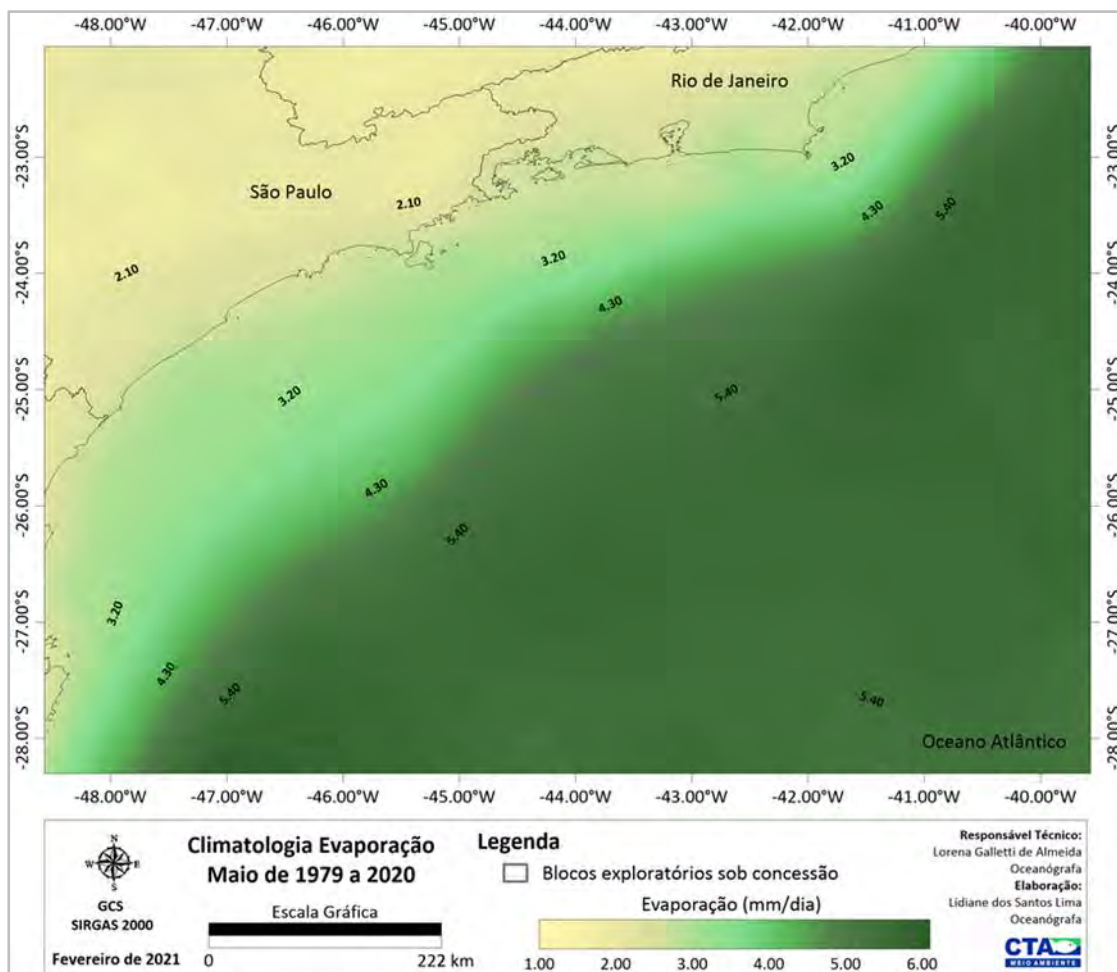 -48.00°W -47.00°W -46.00°W -45.00°W -44.00°W -43.00°W -42.00°W -41.00°W -40.00°W
Rio de Janeiro
-23.00°S -23.00°S
3.20
São Paulo
2.10
4.30
5.40
3.20
2.10
-24.00°S -24.00°S
4.30
-25.00°S -25.00°S
3.20
5.40
4.30
-26.00°S -26.00°S
5.40
3.20
-27.00°S -27.00°S
4.30
5.40
5.40
-28.00°S -28.00°S
Oceano Atlântico
-48.00°W -47.00°W -46.00°W -45.00°W -44.00°W -43.00°W -42.00°W -41.00°W -40.00°W
N
W E
S
GCS
SIRGAS 2000
Fevereiro de 2021
Climatologia Evaporação
Maio de 1979 a 2020
Escala Gráfica
0 222 km
Legenda
Blocos exploratórios sob concessão
Evaporação (mm/dia)
1.00 2.00 3.00 4.00 5.00 6.00
Responsável Técnico:
Lorena Galletti de Almeida
Oceanógrafa
Elaboração:
Lidiane dos Santos Lima
Oceanógrafa
CTA
MEIO AMBIENTE